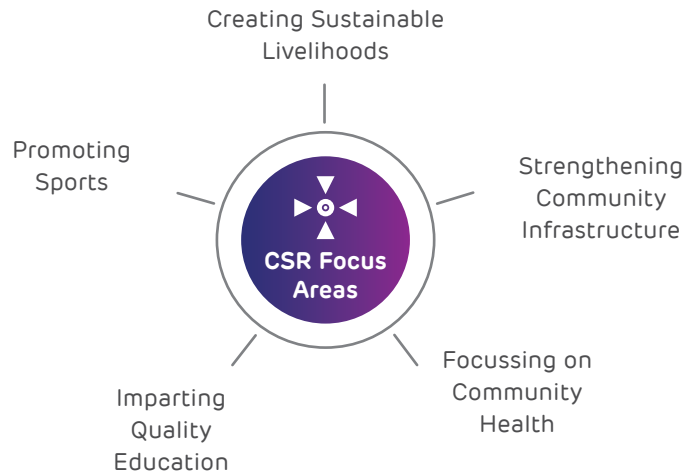 Creating Sustainable
Livelihoods
Promoting
Sports
Strengthening
Community
Infrastructure
CSR Focus
Areas
Focussing on
Community
Health
Imparting
Quality
Education